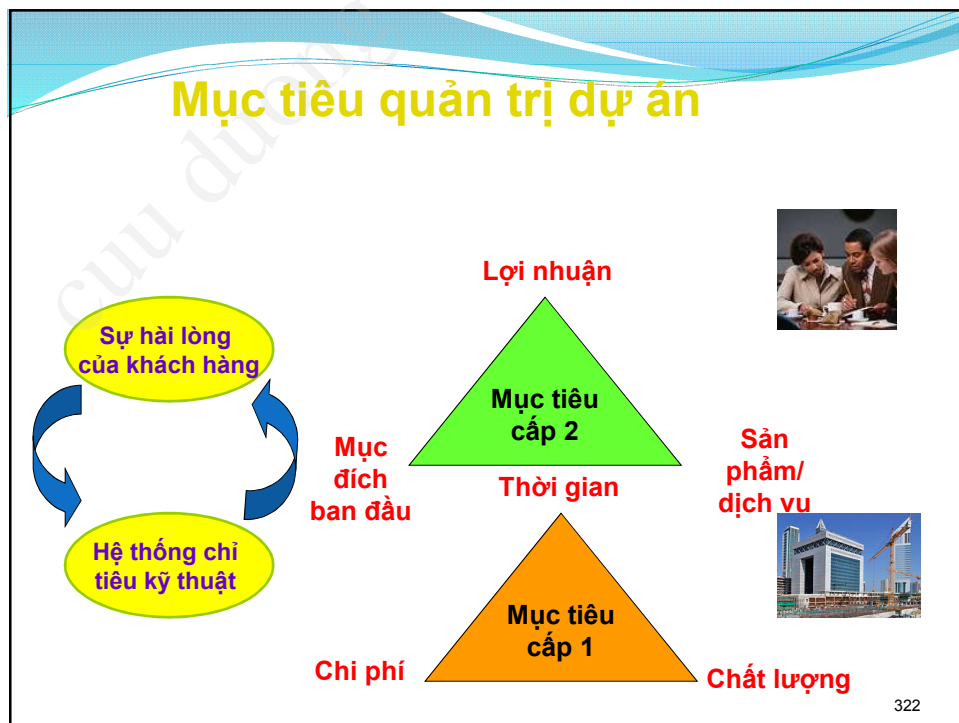 cuu duong
Mục tiêu quản trị dự án
Lợi nhuận
Sự hài lòng
của khách hàng
Mục tiêu
cấp 2
Mục
đích
ban đầu
Thời gian
Sản
phẩm/
dịch vụ
Hệ thống chỉ
tiêu kỹ thuật
Mục tiêu
cấp 1
Chi phí
Chất lượng
322